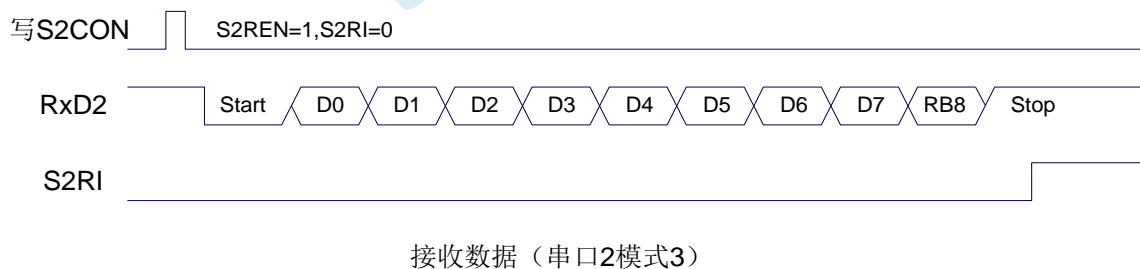 写S2CON S2REN=1,S2RI=0
RxD2 Start D0 D1 D2 D3 D4 D5 D6 D7 RB8 Stop
S2RI
接收数据（串口2模式3）